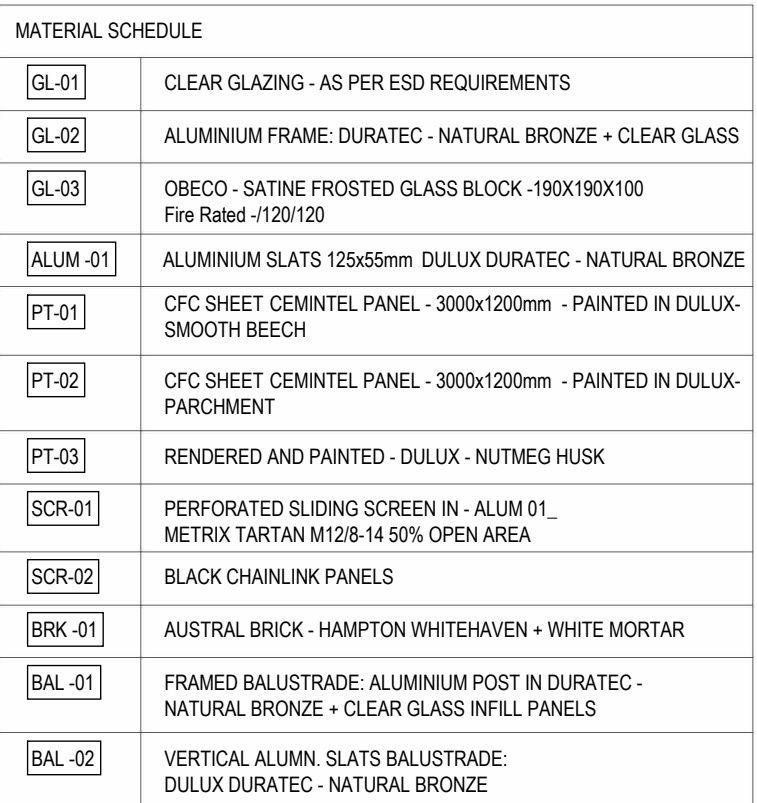 MATERIAL SCHEDULE
GL-01 CLEAR GLAZING - AS PER ESD REQUIREMENTS
GL-02 ALUMINIUM FRAME: DURATEC - NATURAL BRONZE + CLEAR GLASS
GL-03 OBECO - SATINE FROSTED GLASS BLOCK -190X190X100
Fire Rated -/120/120
ALUM -01 ALUMINIUM SLATS 125x55mm DULUX DURATEC - NATURAL BRONZE
PT-01 CFC SHEET CEMINTEL PANEL - 3000x1200mm - PAINTED IN DULUX-
SMOOTH BEECH
PT-02 CFC SHEET CEMINTEL PANEL - 3000x1200mm - PAINTED IN DULUX-
PARCHMENT
PT-03 RENDERED AND PAINTED - DULUX - NUTMEG HUSK
SCR-01 PERFORATED SLIDING SCREEN IN - ALUM 01_
METRIX TARTAN M12/8-14 50% OPEN AREA
SCR-02 BLACK CHAINLINK PANELS
BRK -01 AUSTRAL BRICK - HAMPTON WHITEHAVEN + WHITE MORTAR
BAL -01 FRAMED BALUSTRADE: ALUMINIUM POST IN DURATEC -
NATURAL BRONZE + CLEAR GLASS INFILL PANELS
BAL -02 VERTICAL ALUMN. SLATS BALUSTRADE:
DULUX DURATEC - NATURAL BRONZE